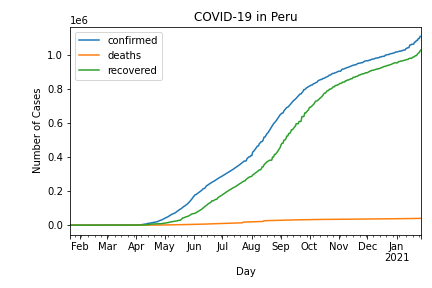 COVID-19 in Peru
1e6
confirmed
deaths
recovered
Number of Cases
1.0
0.8
0.6
0.4
0.2
0.0
Feb Mar Apr May Jun Jul Aug Sep Oct Nov Dec Jan
2021
Day